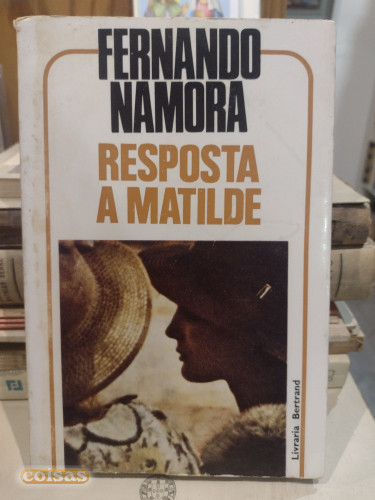 FERNANDO
NAMORA
RESPOSTA
A MATILDE
Livraria Bertrand
coisas